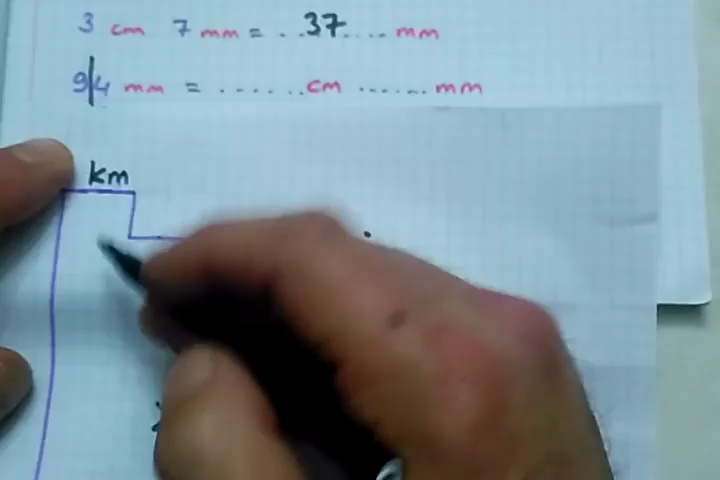 3 cm 7 mm = ..37.... mm
9|4 mm = .......cm .......mm
km